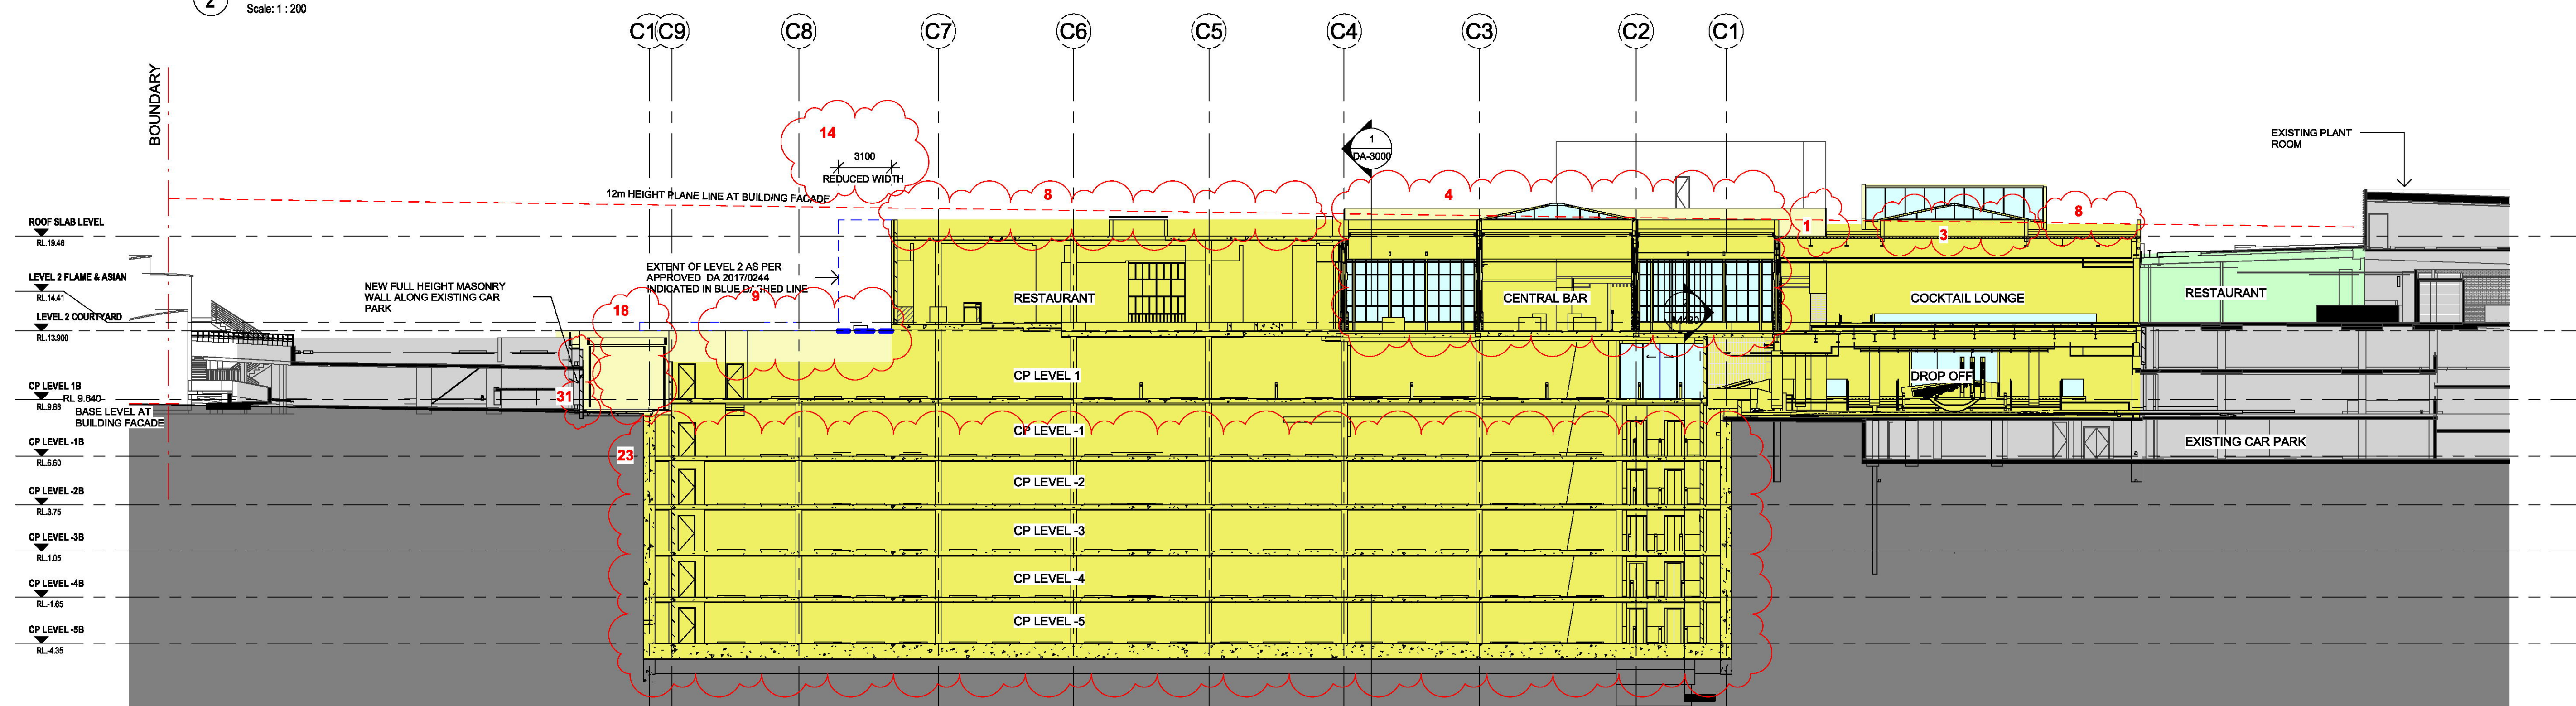 2
Scale: 1 : 200
C1 C9 C8 C7 C6 C5 C4 C3 C2 C1
BOUNDARY
14
3100
REDUCED WIDTH
1
DA-3000
EXISTING PLANT
ROOM
12m HEIGHT PLANE LINE AT BUILDING FACADE
8
4
1
3
8
ROOF SLAB LEVEL
RL.19.46
EXTENT OF LEVEL 2 AS PER
APPROVED DA 2017/0244
INDICATED IN BLUE DASHED LINE
LEVEL 2 FLAME & ASIAN
RL.14.41
NEW FULL HEIGHT MASONRY
WALL ALONG EXISTING CAR
PARK
18
9
RESTAURANT
CENTRAL BAR
COCKTAIL LOUNGE
RESTAURANT
LEVEL 2 COURTYARD
RL.13.900
CP LEVEL 1
DROP OFF
CP LEVEL 1B
RL.9.88
RL 9.640
31
BASE LEVEL AT
BUILDING FACADE
CP LEVEL -1
CP LEVEL -1B
RL.6.60
23
EXISTING CAR PARK
CP LEVEL -2
CP LEVEL -2B
RL.3.75
CP LEVEL -3
CP LEVEL -3B
RL.1.05
CP LEVEL -4
CP LEVEL -4B
RL.-1.65
CP LEVEL -5
CP LEVEL -5B
RL.-4.35